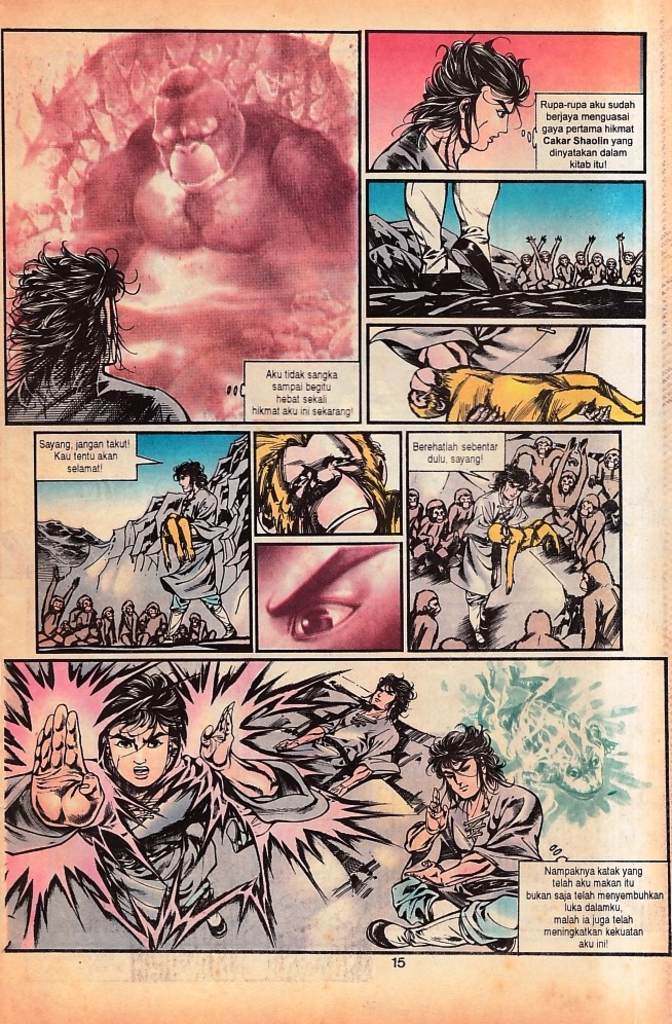 Aku tidak sangka
sampai begitu
hebat sekali
hikmat aku ini sekarang!
Rupa-rupa aku sudah
berjaya menguasai
gaya pertama hikmat
Cakar Shaolin yang
dinyatakan dalam
kitab itu!
Sayang, jangan takut!
Kau tentu akan
selamat!
Berehatlah sebentar
dulu, sayang!
Nampaknya katak yang
telah aku makan itu
bukan saja telah menyembuhkan
luka dalamku,
malah ia juga telah
meningkatkan kekuatan
aku ini!
15